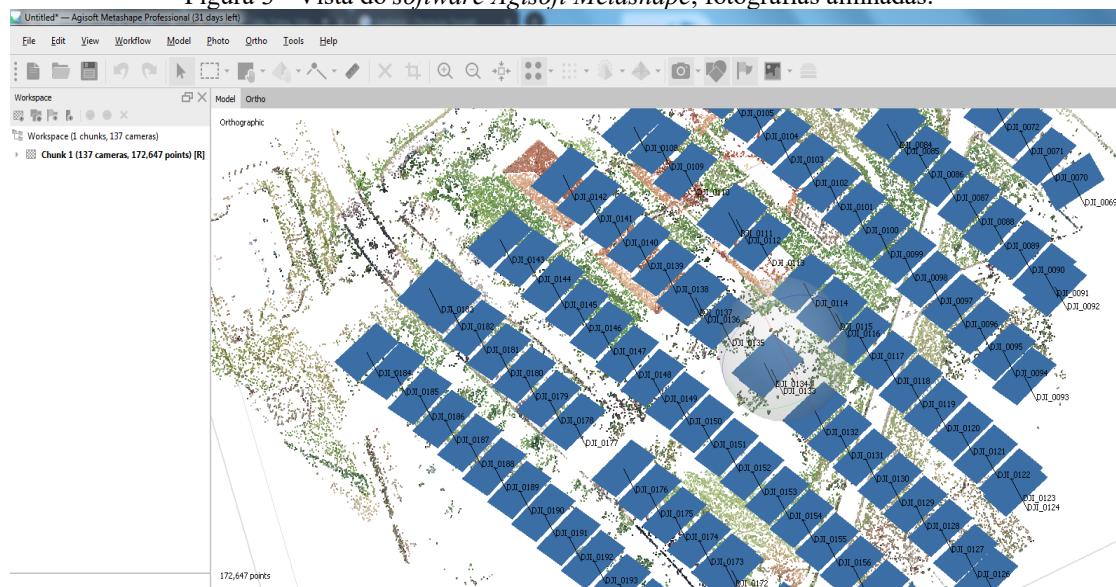 Figura 3 - Vista do software Agisoft Metashape, fotografias alinhadas.
Untitled* — Agisoft Metashape Professional (31 days left)
File Edit View Workflow Model Photo Ortho Tools Help
Workspace
Model Ortho
Workspace (1 chunks, 137 cameras)
Chunk 1 (137 cameras, 172,647 points) [R]
Orthographic
DJI_0105
DJI_0104
DJI_0103
DJI_0102
DJI_0101
DJI_0100
DJI_0099
DJI_0098
DJI_0097
DJI_0096
DJI_0095
DJI_0094
DJI_0093
DJI_0072
DJI_0071
DJI_0070
DJI_0069
DJI_0084
DJI_0085
DJI_0086
DJI_0087
DJI_0088
DJI_0089
DJI_0090
DJI_0091
DJI_0092
DJI_0108
DJI_0109
DJI_0110
DJI_0111
DJI_0112
DJI_0113
DJI_0114
DJI_0115
DJI_0116
DJI_0117
DJI_0118
DJI_0119
DJI_0120
DJI_0121
DJI_0122
DJI_0123
DJI_0124
DJI_0142
DJI_0141
DJI_0140
DJI_0139
DJI_0138
DJI_0137
DJI_0136
DJI_0135
DJI_0134
DJI_0133
DJI_0132
DJI_0131
DJI_0130
DJI_0129
DJI_0128
DJI_0127
DJI_0126
DJI_0143
DJI_0144
DJI_0145
DJI_0146
DJI_0147
DJI_0148
DJI_0149
DJI_0150
DJI_0151
DJI_0152
DJI_0153
DJI_0154
DJI_0155
DJI_0156
DJI_0183
DJI_0182
DJI_0181
DJI_0180
DJI_0179
DJI_0178
DJI_0177
DJI_0176
DJI_0175
DJI_0174
DJI_0173
DJI_0172
DJI_0184
DJI_0185
DJI_0186
DJI_0187
DJI_0188
DJI_0189
DJI_0190
DJI_0191
DJI_0192
DJI_0193
172,647 points